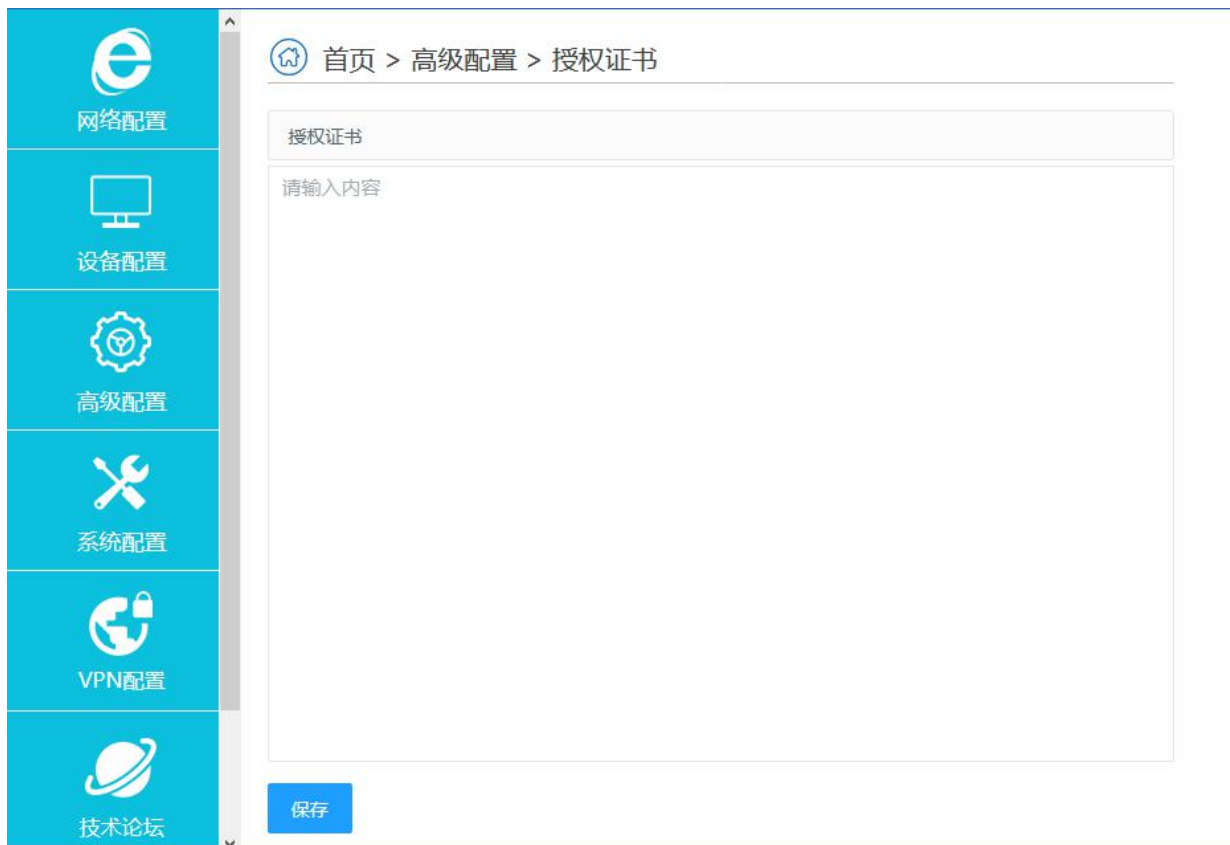 网络配置
设备配置
高级配置
系统配置
VPN配置
技术论坛
首页 > 高级配置 > 授权证书
授权证书
请输入内容
保存